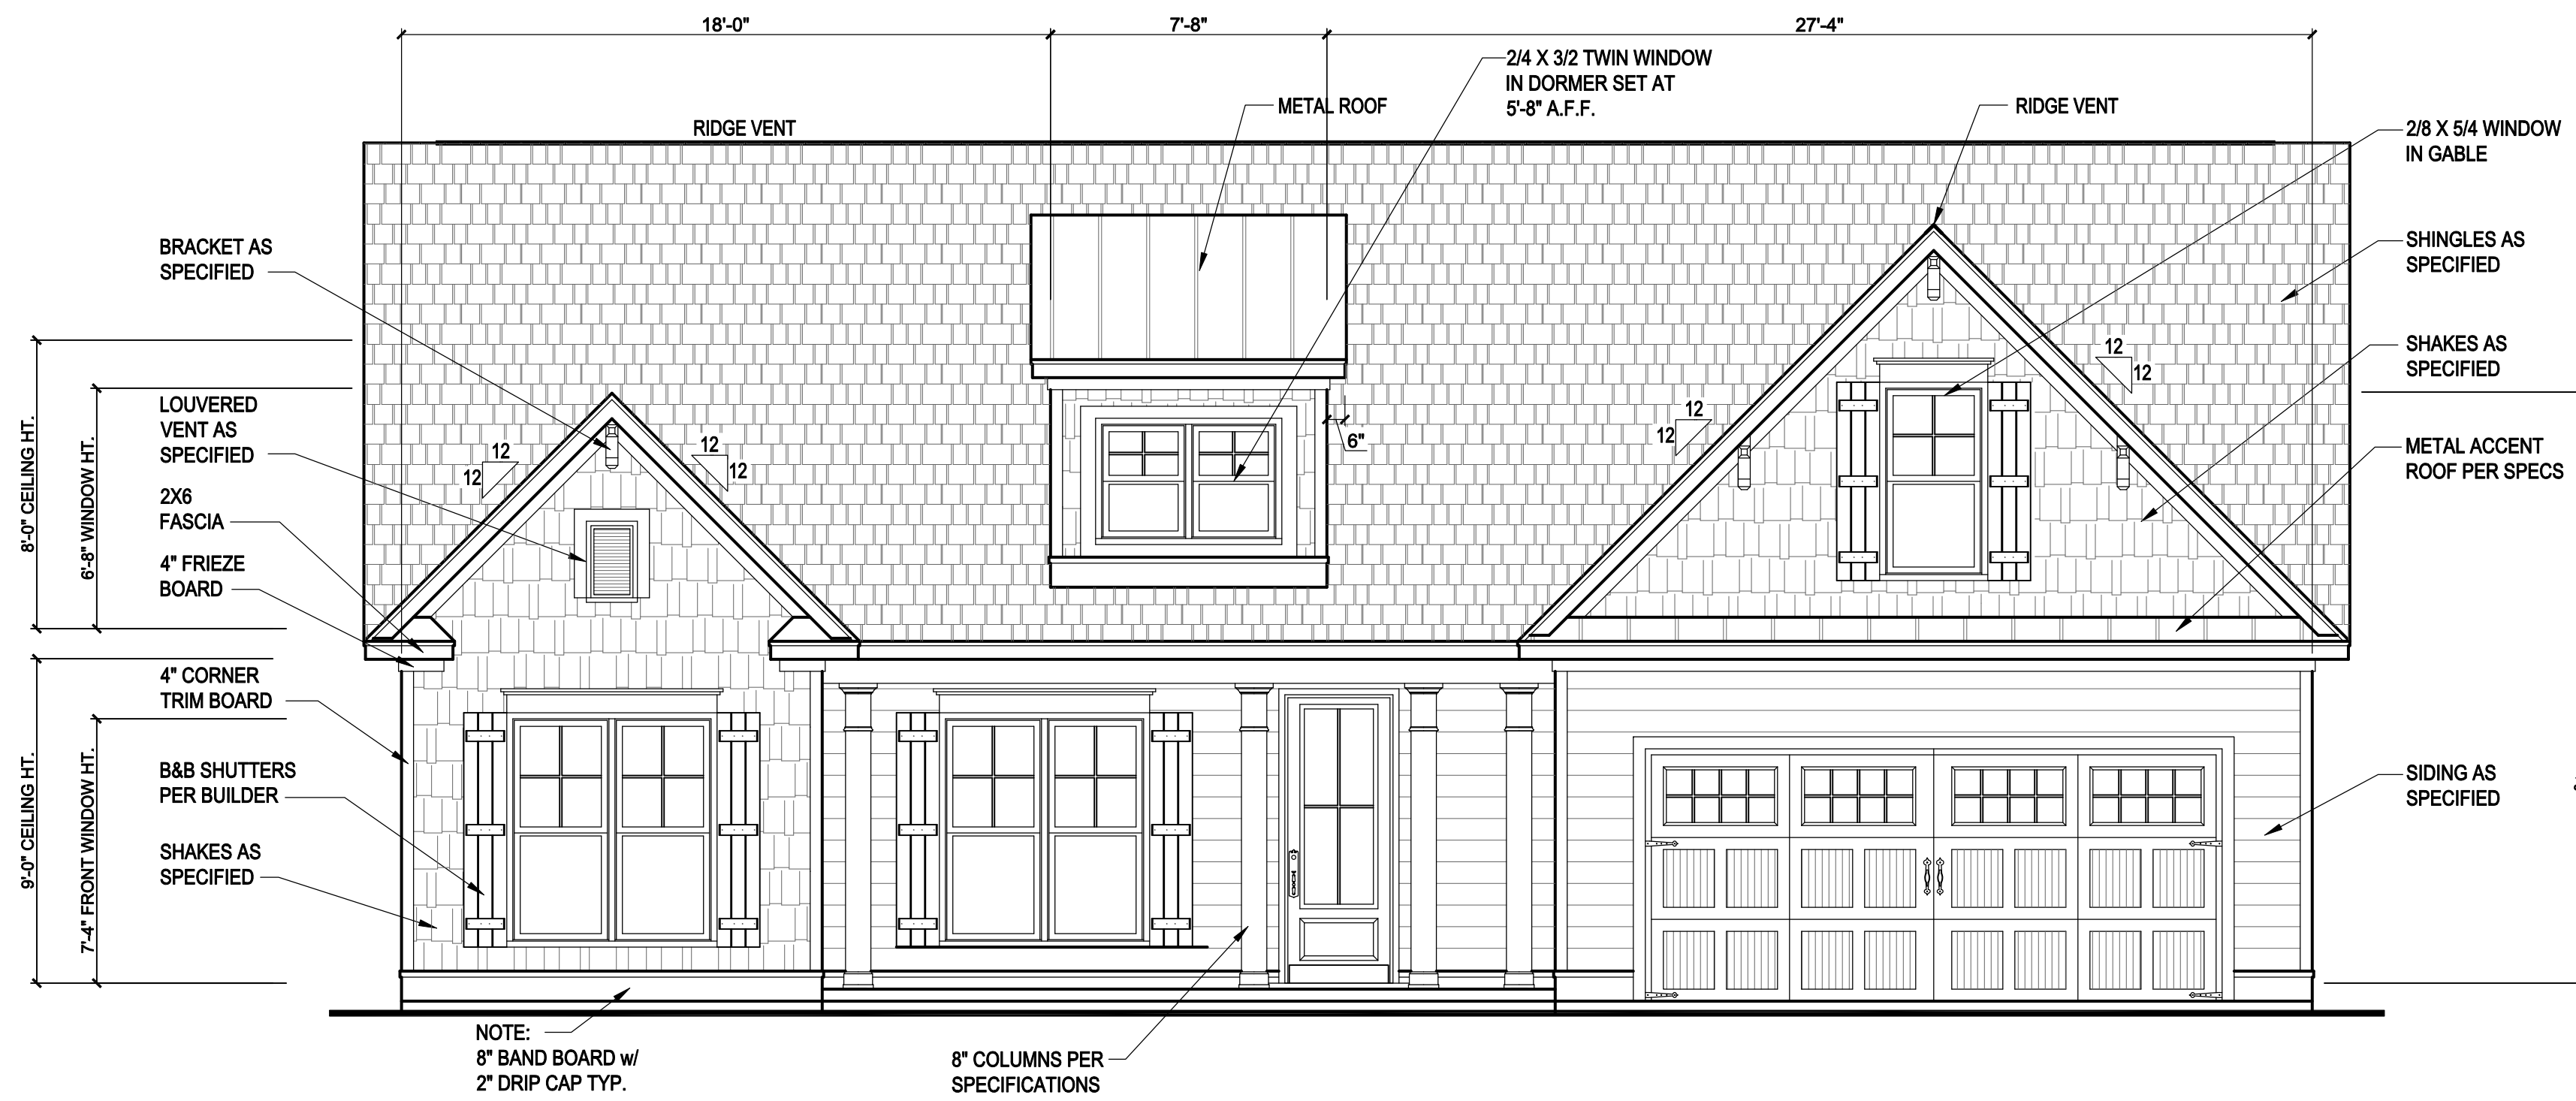 18'-0"
7'-8"
27'-4"
2/4 X 3/2 TWIN WINDOW
IN DORMER SET AT
5'-8" A.F.F.
METAL ROOF
RIDGE VENT
RIDGE VENT
2/8 X 5/4 WINDOW
IN GABLE
BRACKET AS
SPECIFIED
SHINGLES AS
SPECIFIED
SHAKES AS
SPECIFIED
12
12
12
12
LOUVERED
VENT AS
SPECIFIED
12
12
12
12
6"
METAL ACCENT
ROOF PER SPECS
8'-0" CEILING HT.
6'-8" WINDOW HT.
2X6
FASCIA
4" FRIEZE
BOARD
4" CORNER
TRIM BOARD
9'-0" CEILING HT.
7'-4" FRONT WINDOW HT.
B&B SHUTTERS
PER BUILDER
SIDING AS
SPECIFIED
SHAKES AS
SPECIFIED
NOTE:
8" BAND BOARD w/
2" DRIP CAP TYP.
8" COLUMNS PER
SPECIFICATIONS